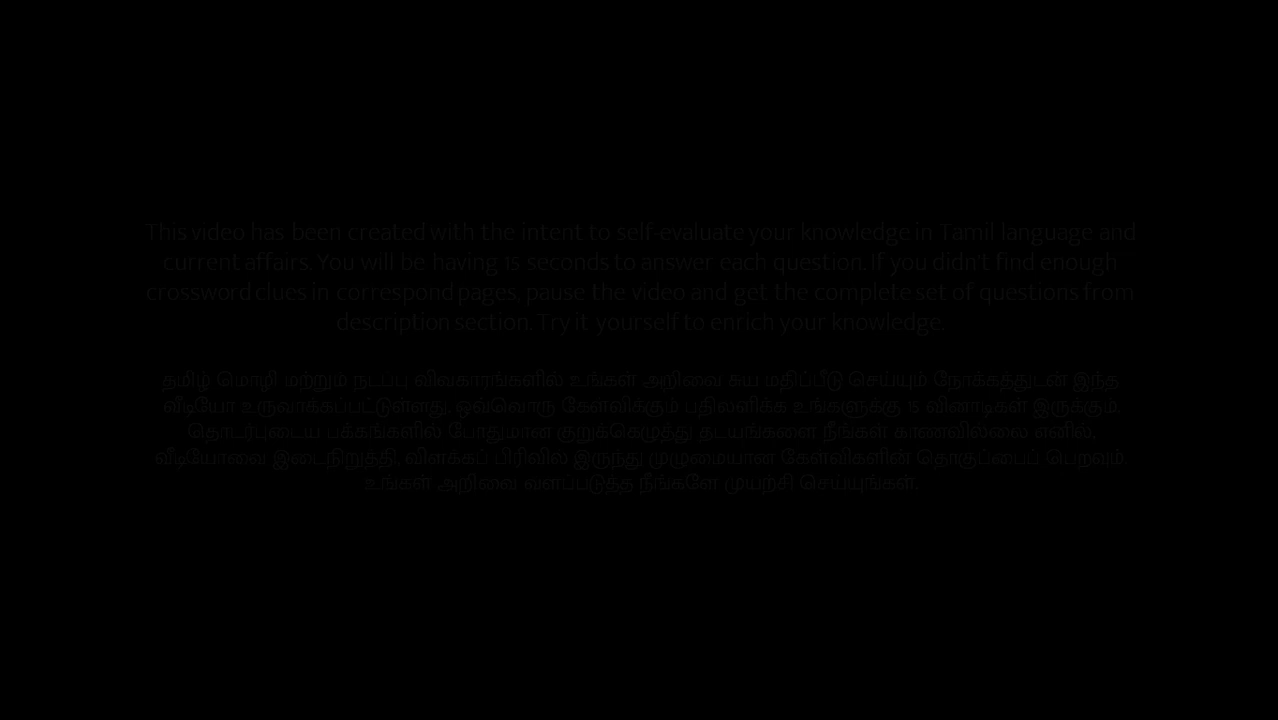 This video has been created with the intent to self-evaluate your knowledge in Tamil language and
current affairs. You will be having 15 seconds to answer each question. If you didn't find enough
crossword clues in correspond pages, pause the video and get the complete set of questions from
description section. Try it yourself to enrich your knowledge.
தமிழ் மொழி மற்றும் நடப்பு விவகாரங்களில் உங்கள் அறிவை சுய மதிப்பீடு செய்யும் நோக்கத்துடன் இந்த
வீடியோ உருவாக்கப்பட்டுள்ளது. ஒவ்வொரு கேள்விக்கும் பதிலளிக்க உங்களுக்கு 15 வினாடிகள் இருக்கும்.
தொடர்புடைய பக்கங்களில் போதுமான குறுக்கெழுத்து தடயங்களை நீங்கள் காணவில்லை எனில்,
வீடியோவை இடைநிறுத்தி, விளக்கப் பிரிவில் இருந்து முழுமையான கேள்விகளின் தொகுப்பைப் பெறவும்.
உங்கள் அறிவை வளப்படுத்த நீங்களே முயற்சி செய்யுங்கள்.